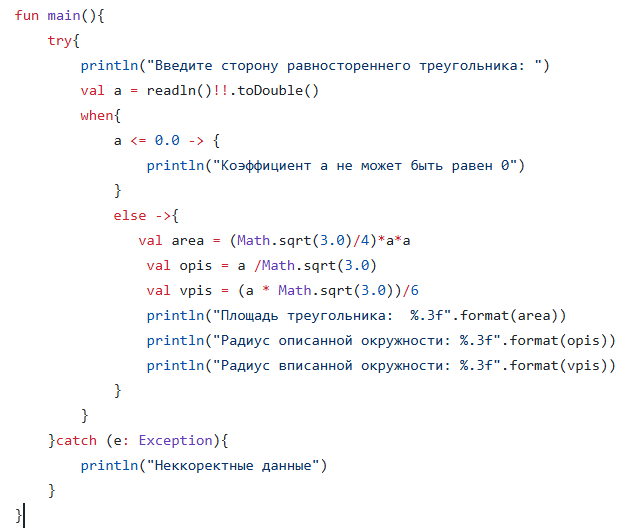 fun main(){
    try{
        println("Введите сторону равностореннего треугольника: ")
        val a = readln()!!.toDouble()
        when{
            a <= 0.0 -> {
                println("Коэффициент а не может быть равен 0")
            }
            else ->{
               val area = (Math.sqrt(3.0)/4)*a*a
                val opis = a /Math.sqrt(3.0)
                val vpis = (a * Math.sqrt(3.0))/6
                println("Площадь треугольника:  %.3f".format(area))
                println("Радиус описанной окружности: %.3f".format(opis))
                println("Радиус вписанной окружности: %.3f".format(vpis))
            }
        }
    }catch (e: Exception){
        println("Неккоректные данные")
    }
}